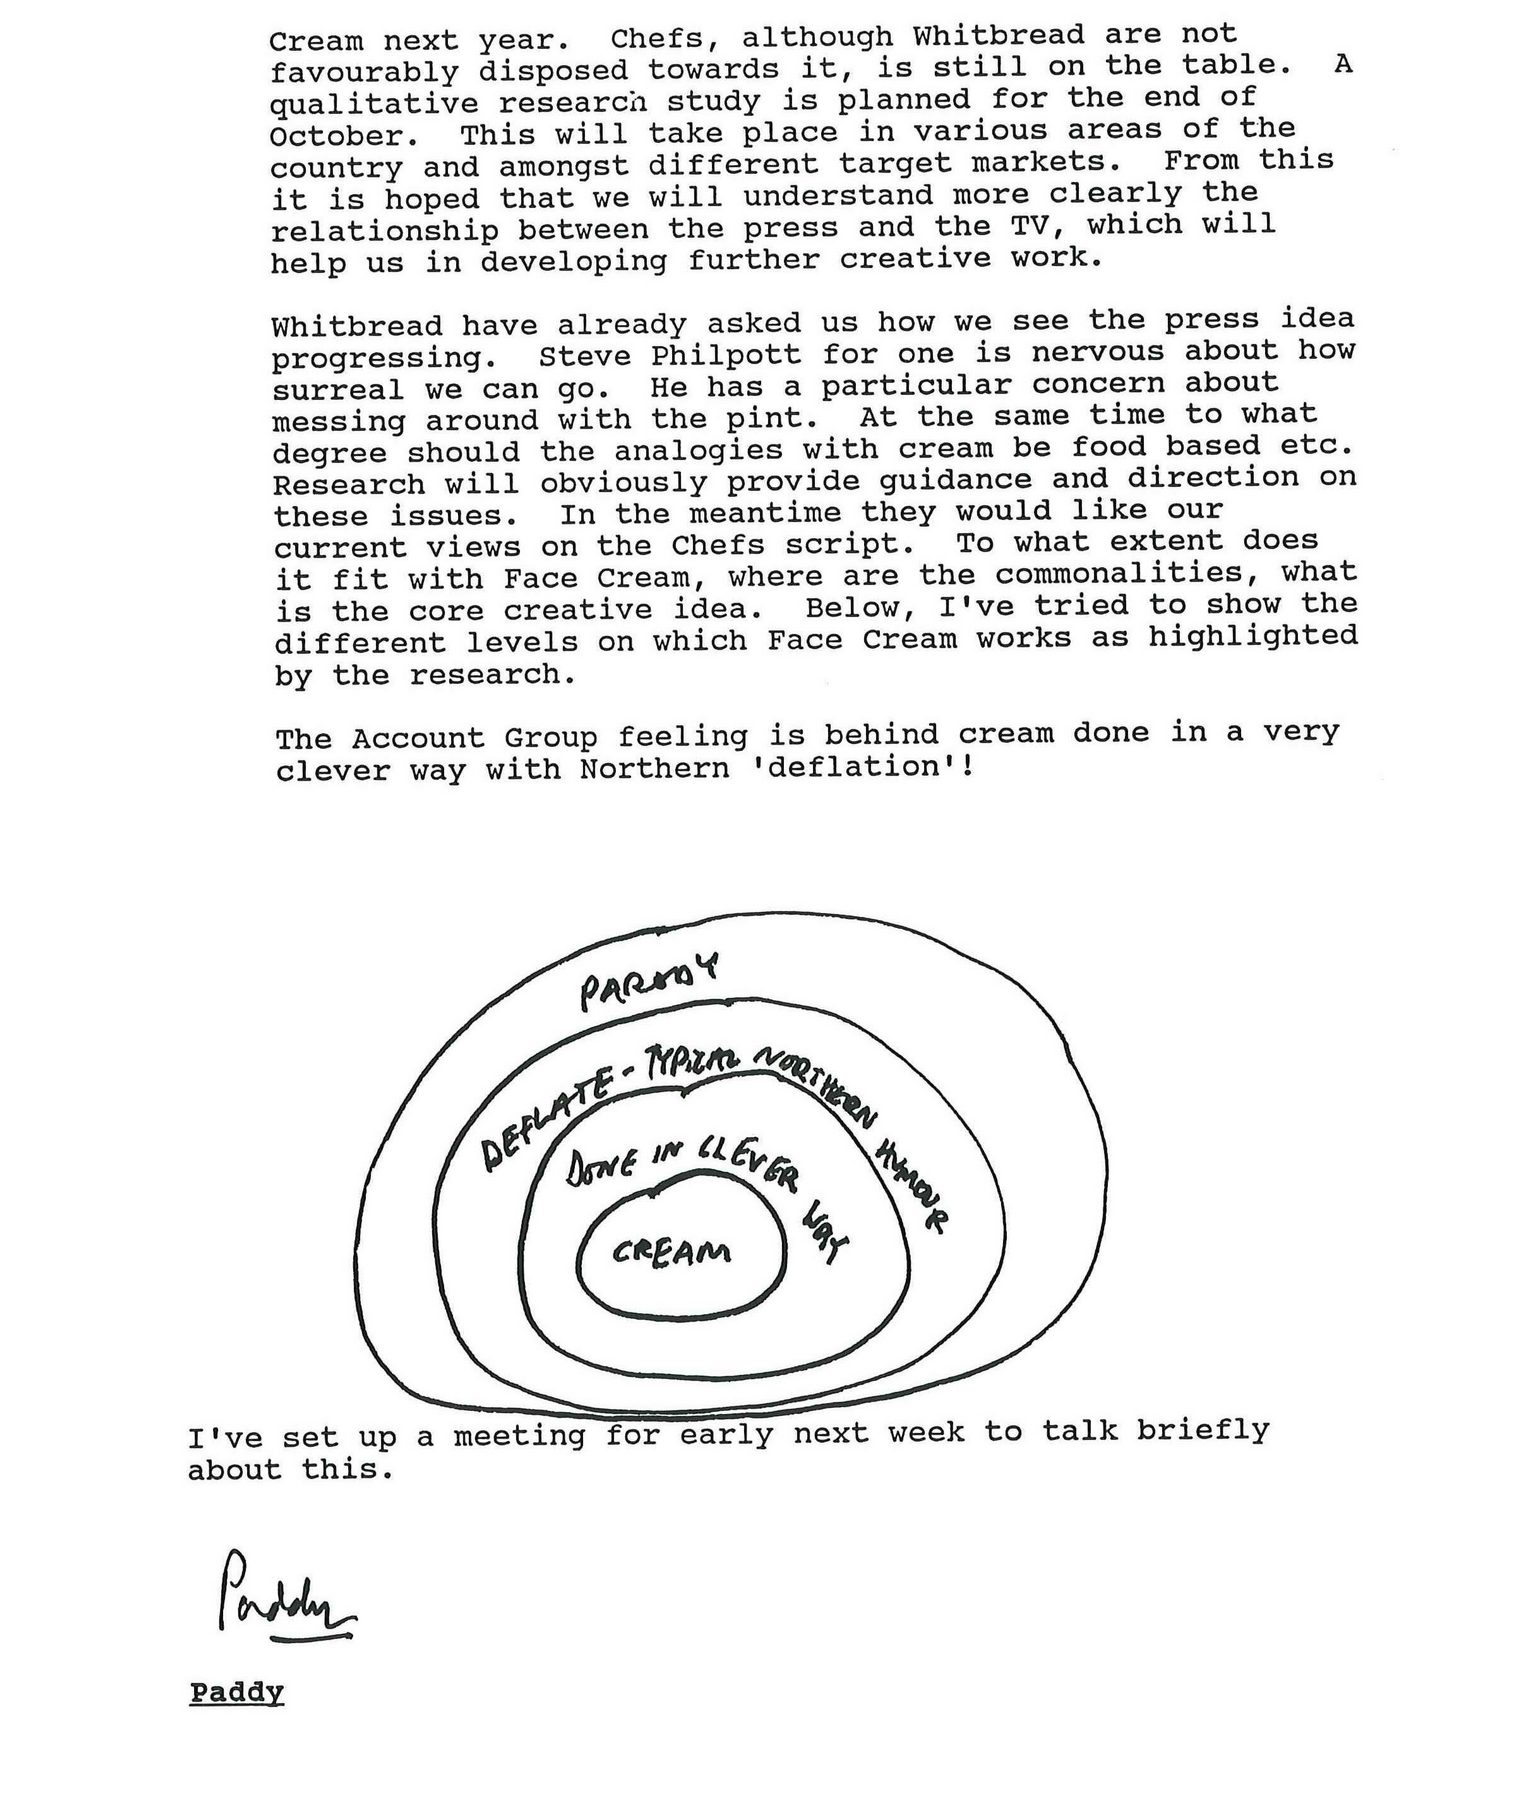 Cream next year.  Chefs, although Whitbread are not
favourably disposed towards it, is still on the table.  A
qualitative research study is planned for the end of
October.  This will take place in various areas of the
country and amongst different target markets.  From this
it is hoped that we will understand more clearly the
relationship between the press and the TV, which will
help us in developing further creative work.

Whitbread have already asked us how we see the press idea
progressing.  Steve Philpott for one is nervous about how
surreal we can go.  He has a particular concern about
messing around with the pint.  At the same time to what
degree should the analogies with cream be food based etc.
Research will obviously provide guidance and direction on
these issues.  In the meantime they would like our
current views on the Chefs script.  To what extent does
it fit with Face Cream, where are the commonalities, what
is the core creative idea.  Below, I've tried to show the
different levels on which Face Cream works as highlighted
by the research.

The Account Group feeling is behind cream done in a very
clever way with Northern 'deflation'!

PARODY
DEFLATE - TYPICAL NORTHERN HUMOUR
DONE IN CLEVER WAY
CREAM

I've set up a meeting for early next week to talk briefly
about this.

Paddy

Paddy